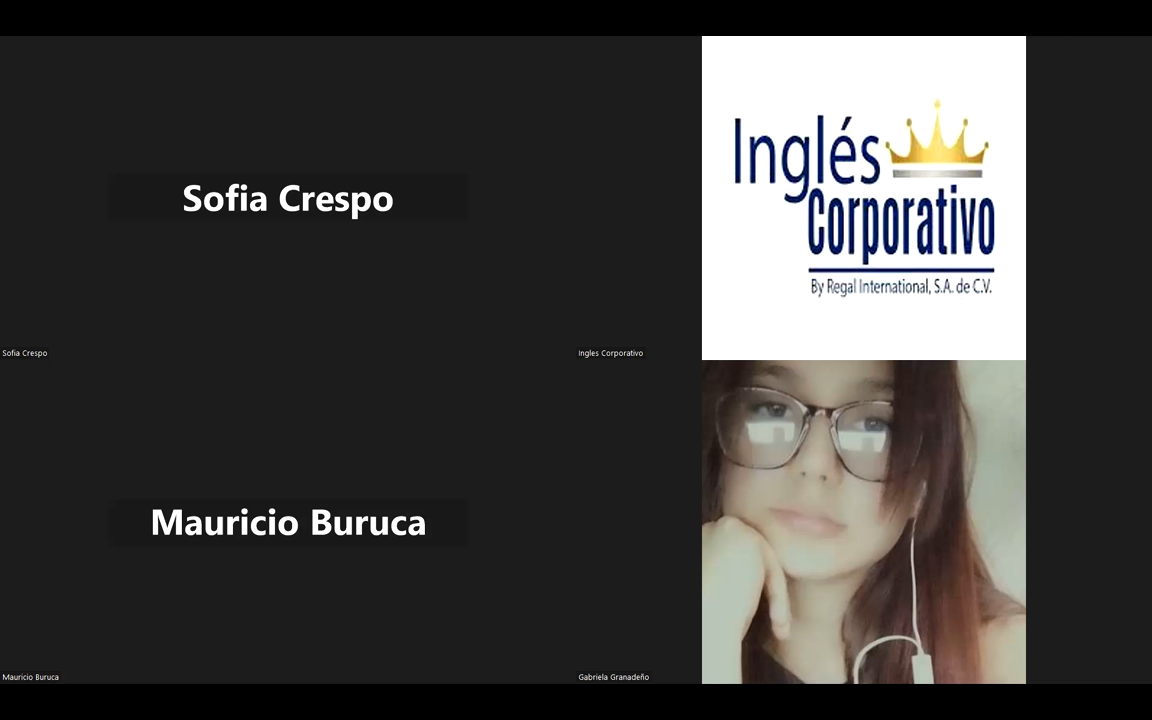 Sofia Crespo
Sofia Crespo
Inglés
Corporativo
By Regal International, S.A. de C.V.
Ingles Corporativo
Mauricio Buruca
Mauricio Buruca
Gabriela Granadeño